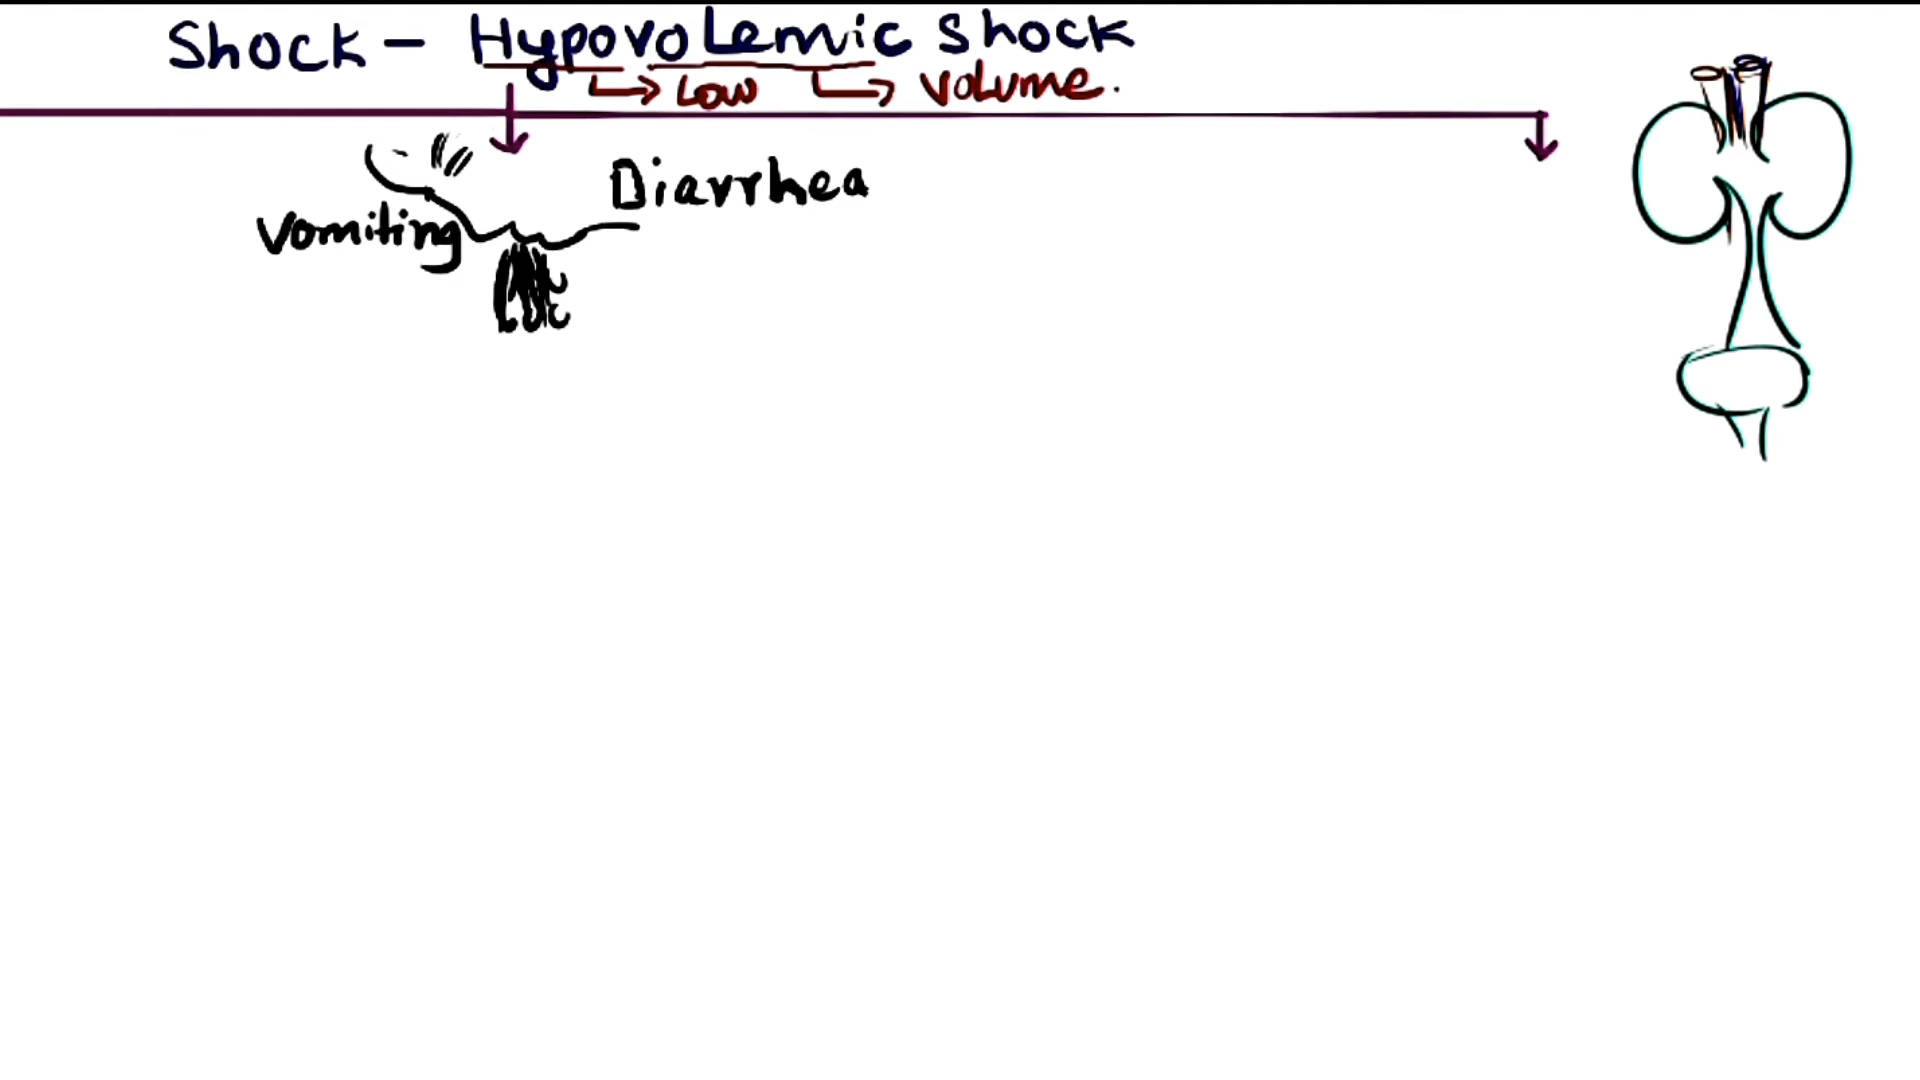 Shock - Hypovolemic Shock
↳ Low ↳ Volume.
Diarrhea
Vomiting